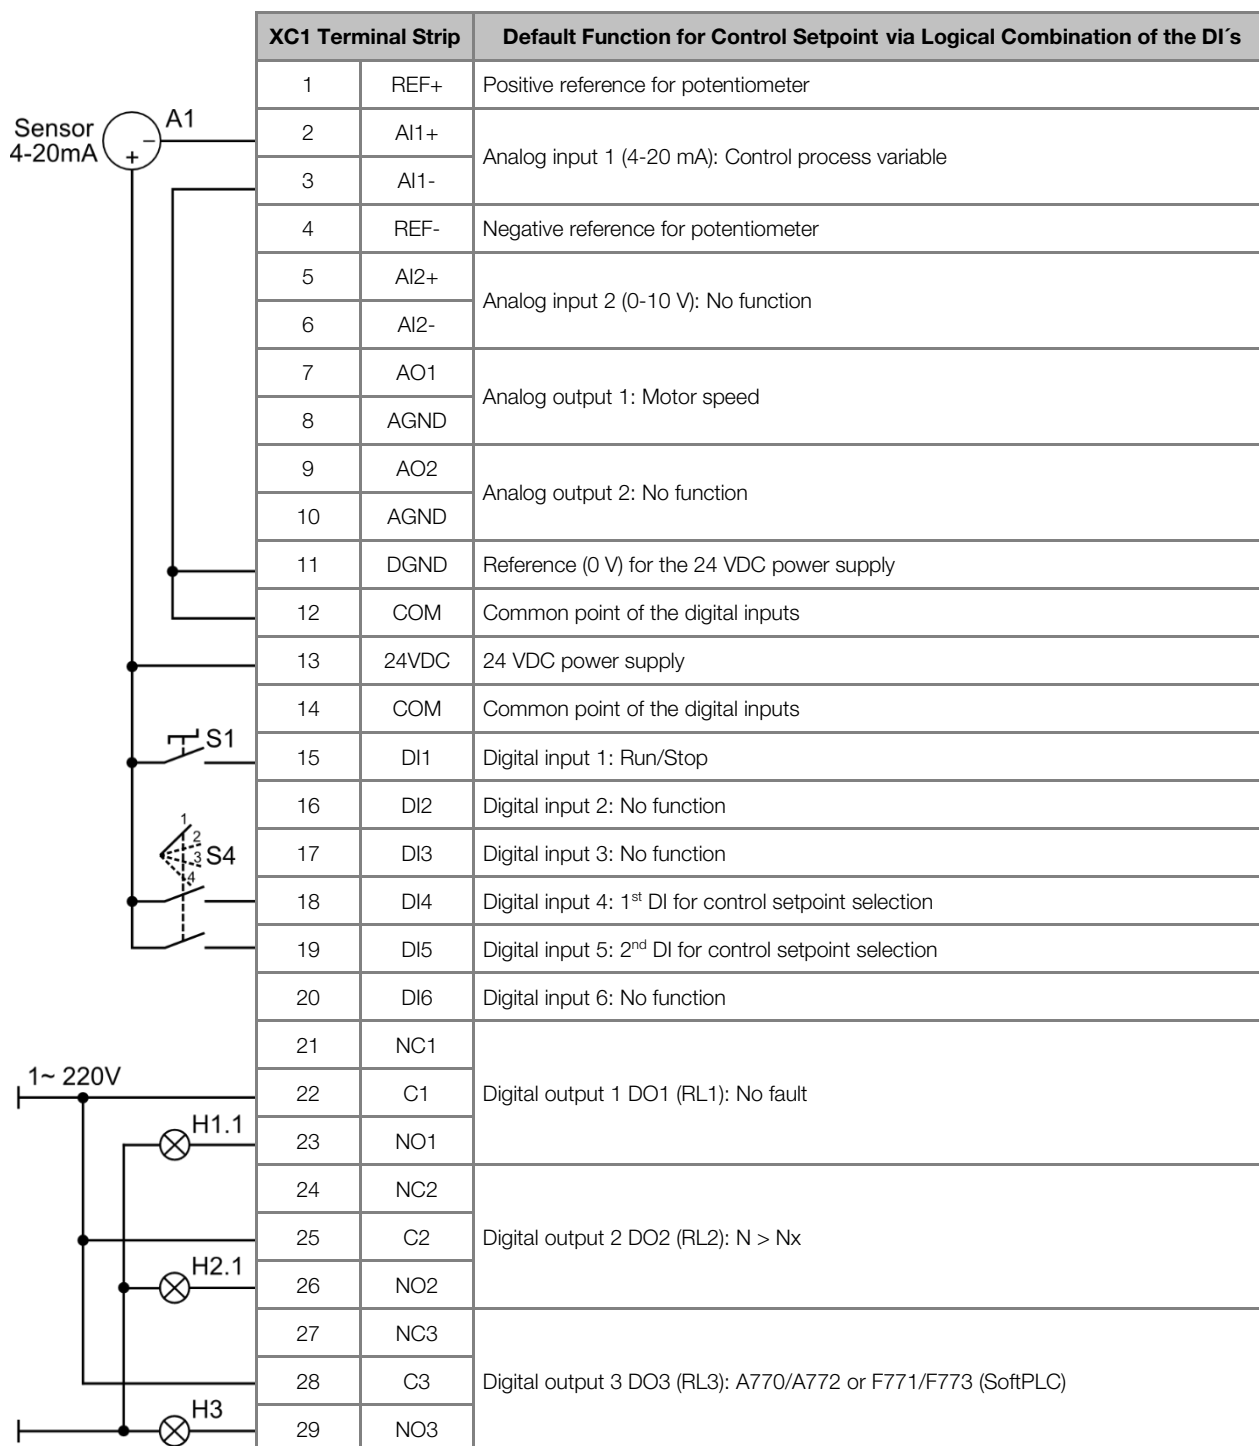 XC1 Terminal Strip Default Function for Control Setpoint via Logical Combination of the DI´s
1 REF+ Positive reference for potentiometer
Sensor
4-20mA
A1
+
−
2 AI1+
Analog input 1 (4-20 mA): Control process variable
3 AI1-
4 REF- Negative reference for potentiometer
5 AI2+
Analog input 2 (0-10 V): No function
6 AI2-
7 AO1
Analog output 1: Motor speed
8 AGND
9 AO2
Analog output 2: No function
10 AGND
11 DGND Reference (0 V) for the 24 VDC power supply
12 COM Common point of the digital inputs
13 24VDC 24 VDC power supply
14 COM Common point of the digital inputs
S1
15 DI1 Digital input 1: Run/Stop
16 DI2 Digital input 2: No function
1
2
3
4
S4
17 DI3 Digital input 3: No function
18 DI4 Digital input 4: 1st DI for control setpoint selection
19 DI5 Digital input 5: 2nd DI for control setpoint selection
20 DI6 Digital input 6: No function
21 NC1
1~ 220V
22 C1 Digital output 1 DO1 (RL1): No fault
H1.1
23 NO1
24 NC2
25 C2 Digital output 2 DO2 (RL2): N > Nx
H2.1
26 NO2
27 NC3
28 C3 Digital output 3 DO3 (RL3): A770/A772 or F771/F773 (SoftPLC)
H3
29 NO3